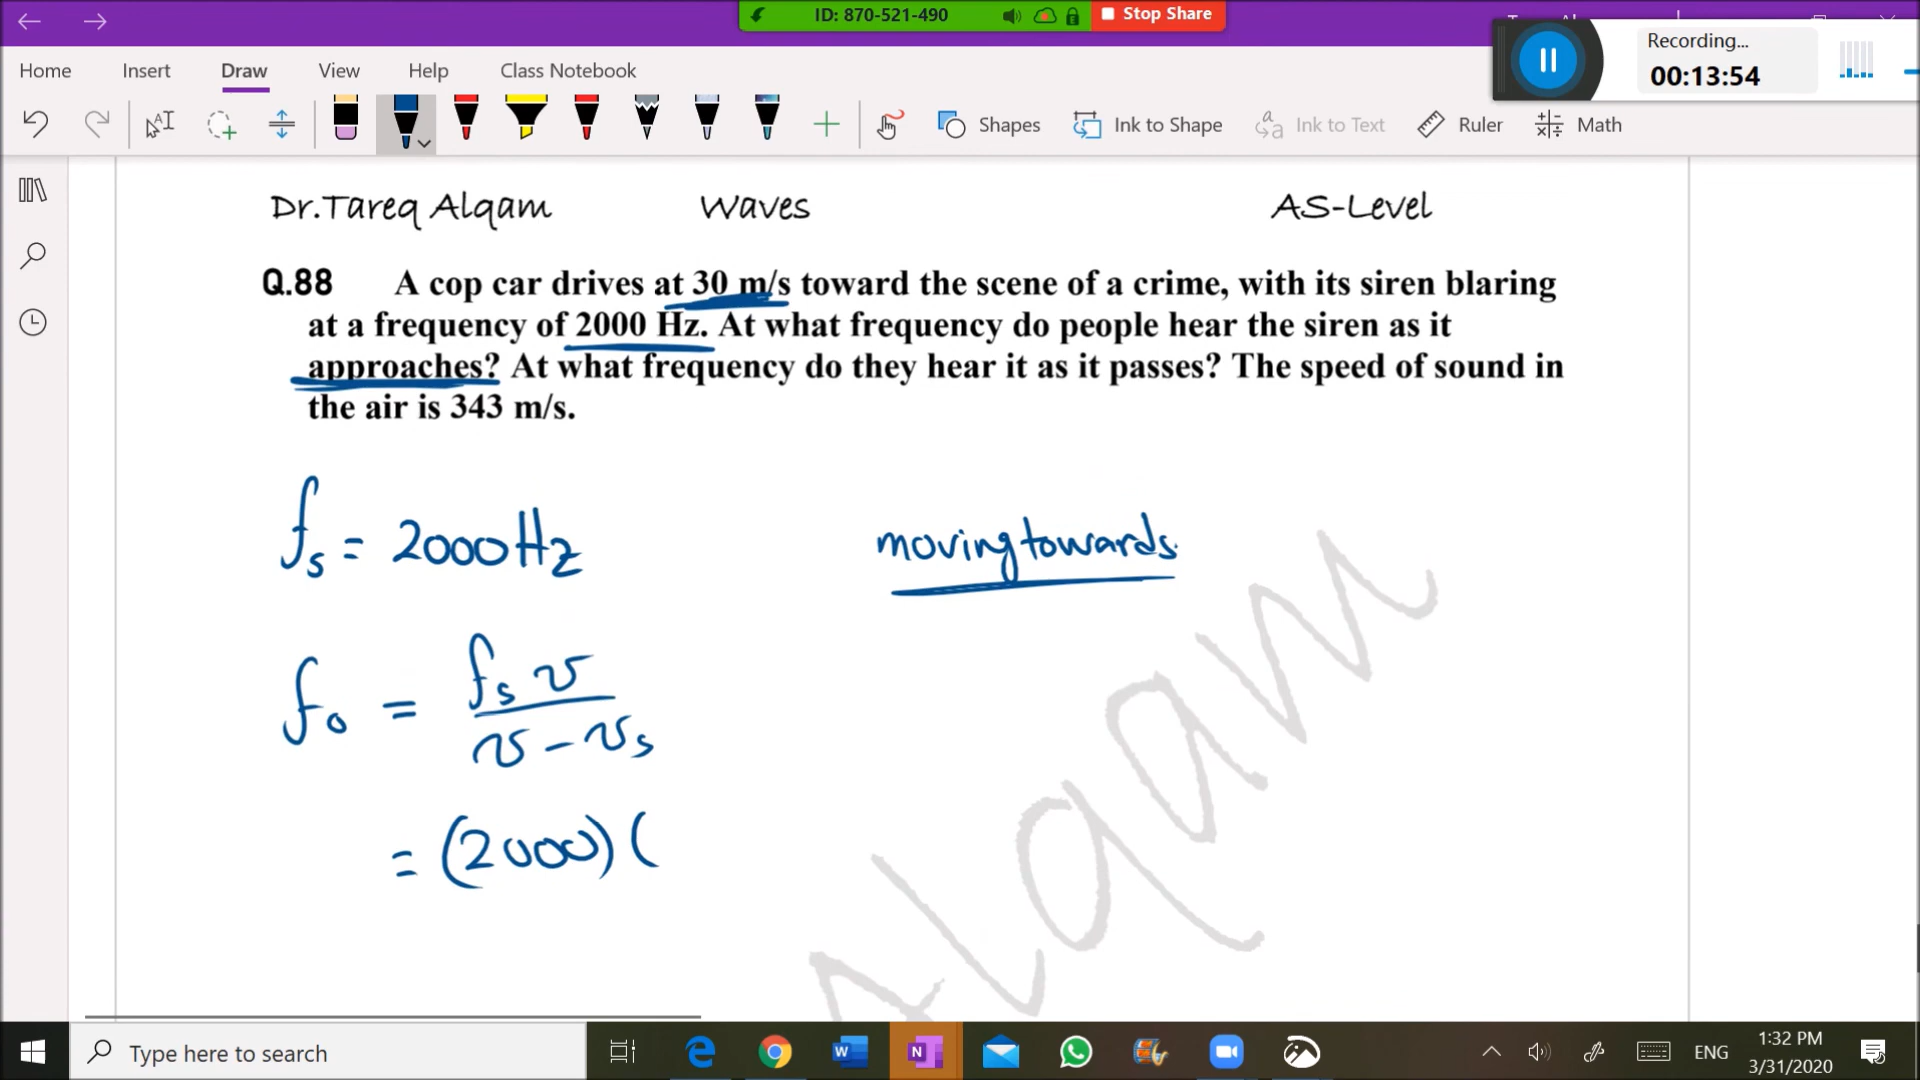 ID: 870-521-490
Stop Share
Recording...
00:13:54
Home Insert Draw View Help Class Notebook
Shapes Ink to Shape Ink to Text Ruler Math
Dr.Tareq Alqam Waves AS-Level
Q.88 A cop car drives at 30 m/s toward the scene of a crime, with its siren blaring
at a frequency of 2000 Hz. At what frequency do people hear the siren as it
approaches? At what frequency do they hear it as it passes? The speed of sound in
the air is 343 m/s.
fs = 2000 Hz moving towards
fo = fs v / v - vs
= (2000) (
Alqam
Type here to search
ENG
1:32 PM
3/31/2020